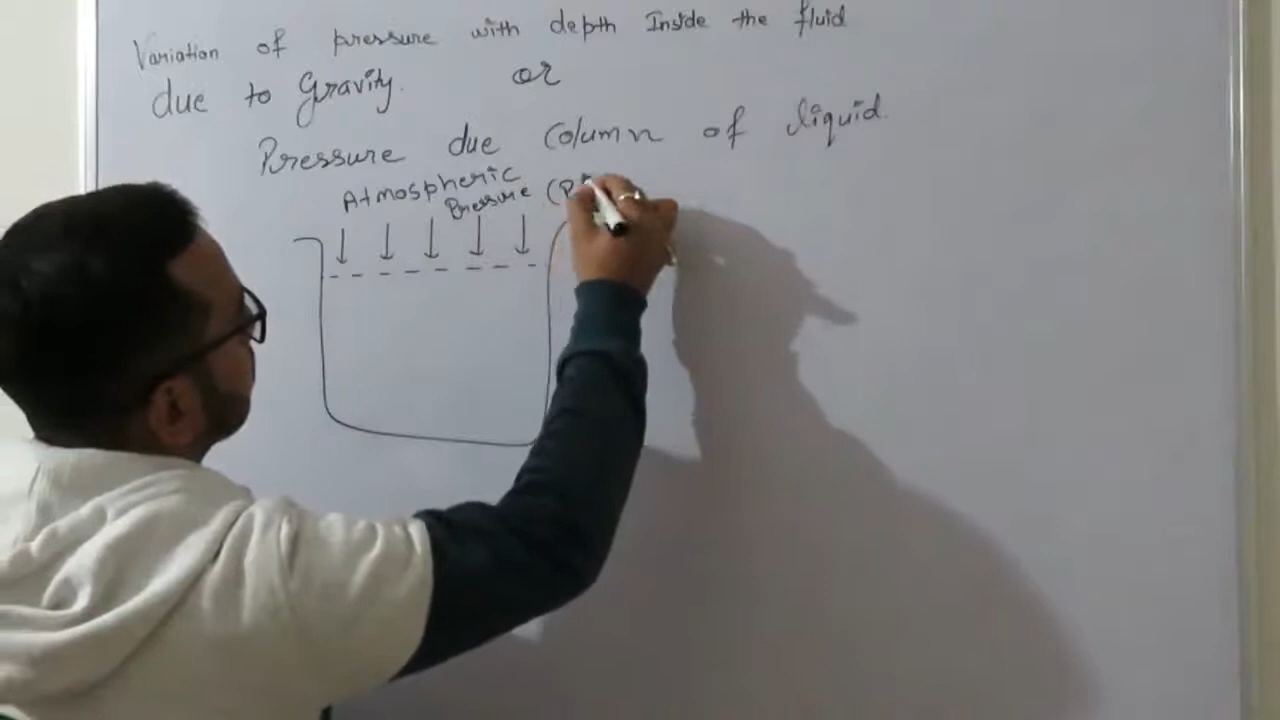 Variation of pressure with depth Inside the fluid
due to Gravity. or
Pressure due Column of liquid
Atmospheric
Pressure (P